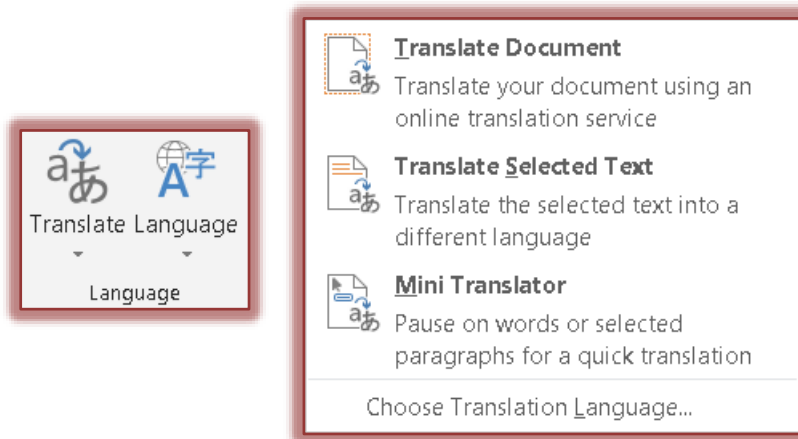 Translate Language
Language
Translate Document
Translate your document using an
online translation service
Translate Selected Text
Translate the selected text into a
different language
Mini Translator
Pause on words or selected
paragraphs for a quick translation
Choose Translation Language...